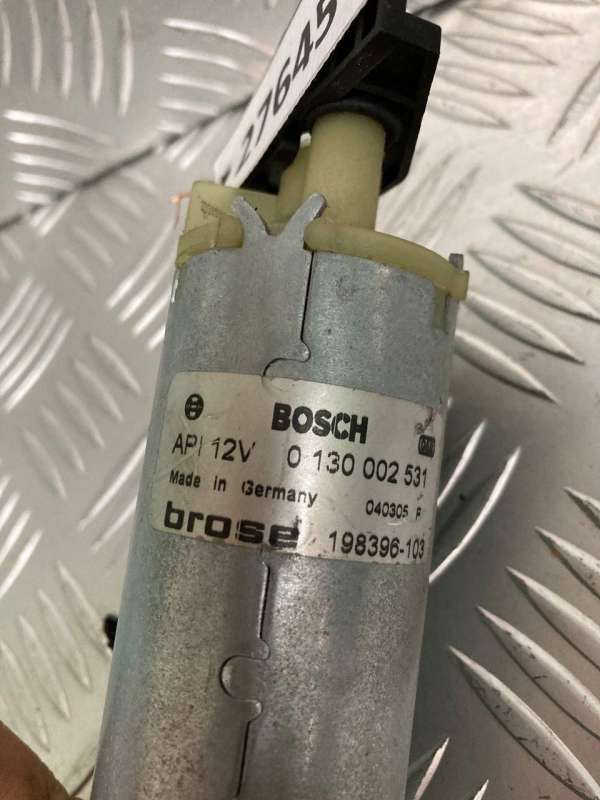 27645
BOSCH
API 12V 0 130 002 531
Made in Germany 040305 F
brose 198396-103